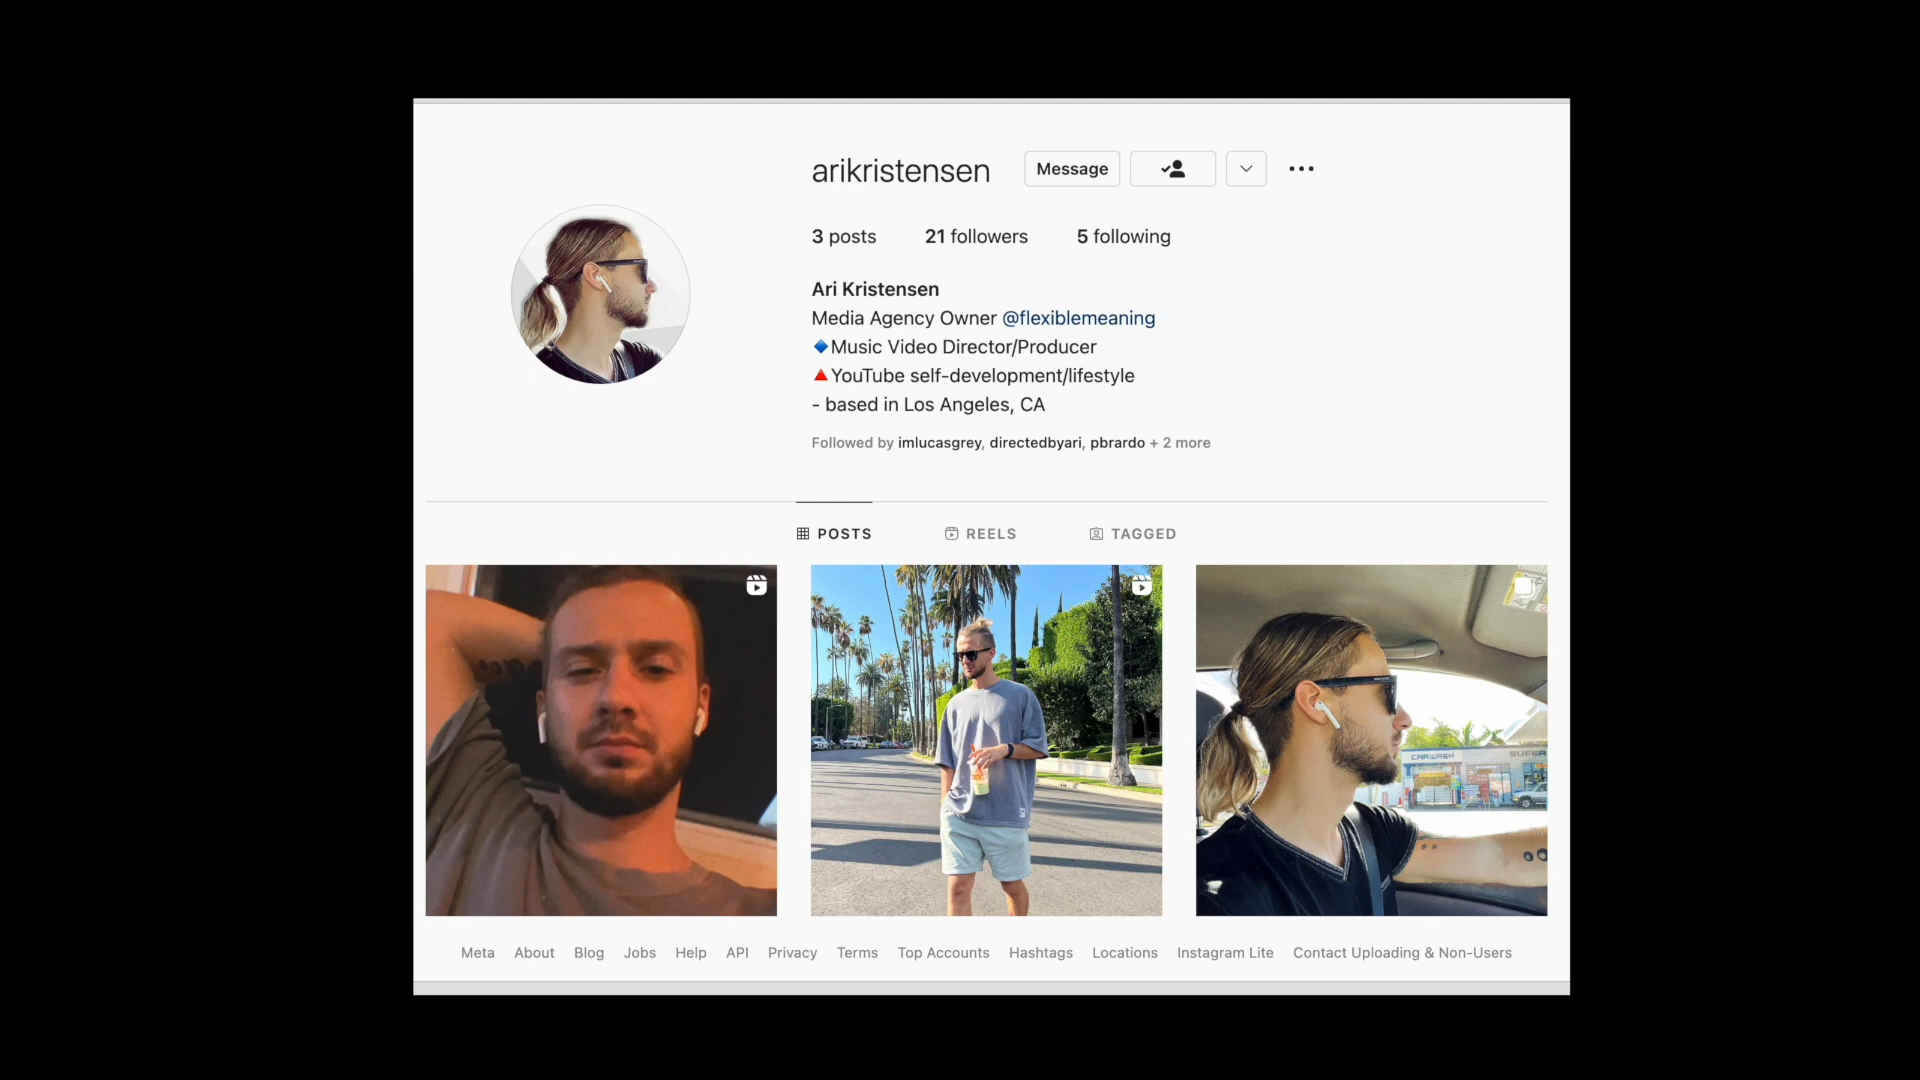 arikristensen Message
3 posts 21 followers 5 following
Ari Kristensen
Media Agency Owner @flexiblemeaning
🔹Music Video Director/Producer
🔺YouTube self-development/lifestyle
- based in Los Angeles, CA
Followed by imlucasgrey, directedbyari, pbrardo + 2 more
POSTS REELS TAGGED
CARWASH SUPER
Meta About Blog Jobs Help API Privacy Terms Top Accounts Hashtags Locations Instagram Lite Contact Uploading & Non-Users